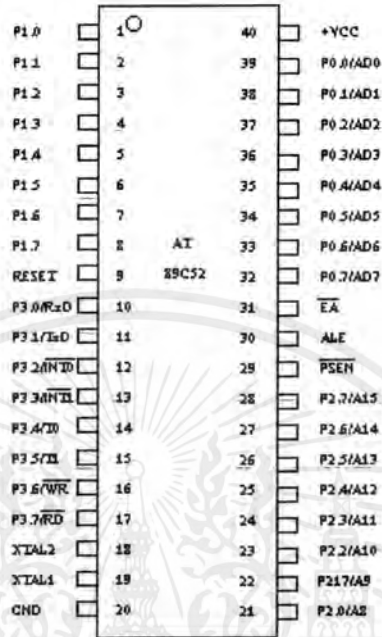 P1.0 1 40 +VCC
P1.1 2 39 P0.0/AD0
P1.2 3 38 P0.1/AD1
P1.3 4 37 P0.2/AD2
P1.4 5 36 P0.3/AD3
P1.5 6 35 P0.4/AD4
P1.6 7 34 P0.5/AD5
P1.7 8 AT 33 P0.6/AD6
RESET 9 89C52 32 P0.7/AD7
P3.0/RxD 10 31 EA
P3.1/TxD 11 30 ALE
P3.2/INT0 12 29 PSEN
P3.3/INT1 13 28 P2.7/A15
P3.4/T0 14 27 P2.6/A14
P3.5/T1 15 26 P2.5/A13
P3.6/WR 16 25 P2.4/A12
P3.7/RD 17 24 P2.3/A11
XTAL2 18 23 P2.2/A10
XTAL1 19 22 P217/A9
GND 20 21 P2.0/A8